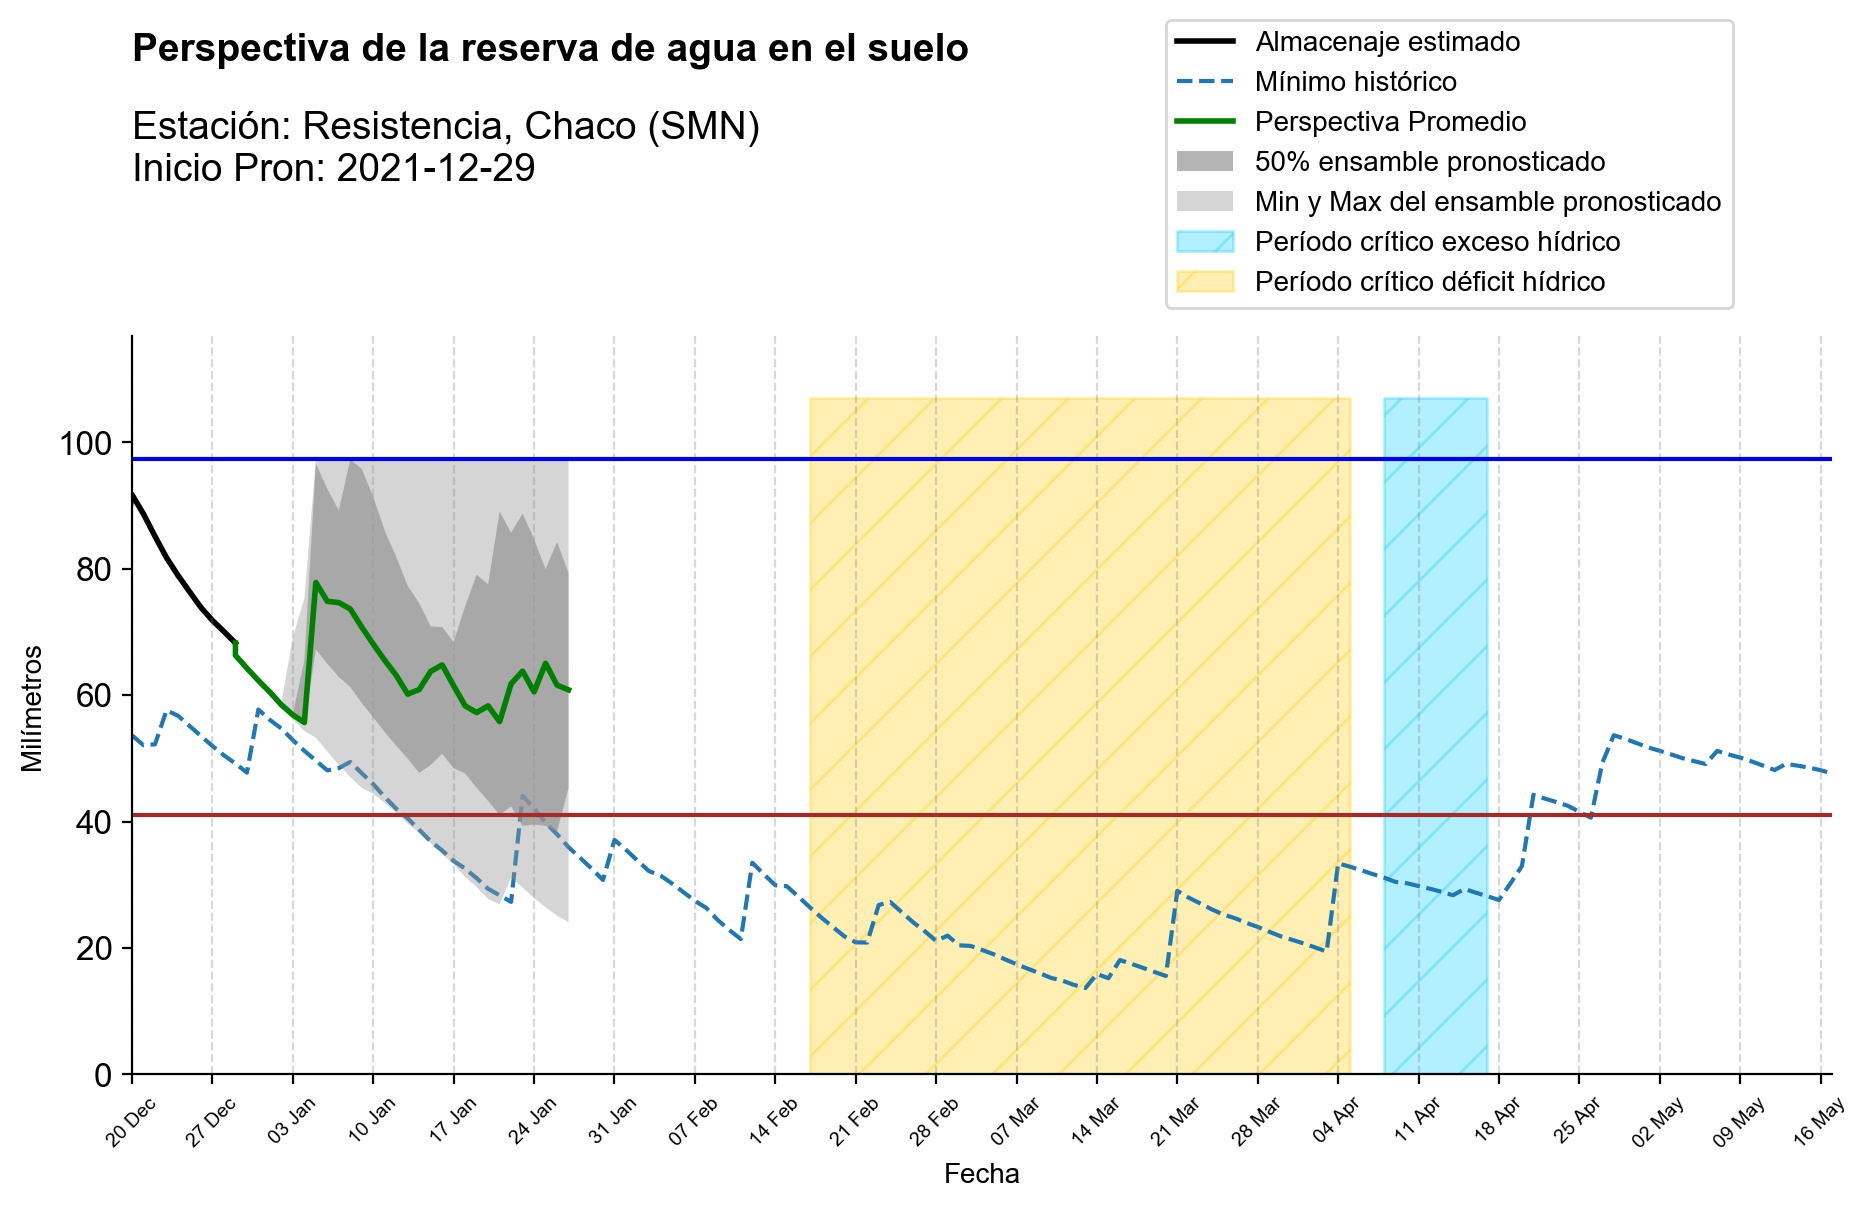 Perspectiva de la reserva de agua en el suelo
Estación: Resistencia, Chaco (SMN)
Inicio Pron: 2021-12-29
Almacenaje estimado
Mínimo histórico
Perspectiva Promedio
50% ensamble pronosticado
Min y Max del ensamble pronosticado
Período crítico exceso hídrico
Período crítico déficit hídrico
Milímetros
100
80
60
40
20
0
20 Dec
27 Dec
03 Jan
10 Jan
17 Jan
24 Jan
31 Jan
07 Feb
14 Feb
21 Feb
28 Feb
07 Mar
14 Mar
21 Mar
28 Mar
04 Apr
11 Apr
18 Apr
25 Apr
02 May
09 May
16 May
Fecha